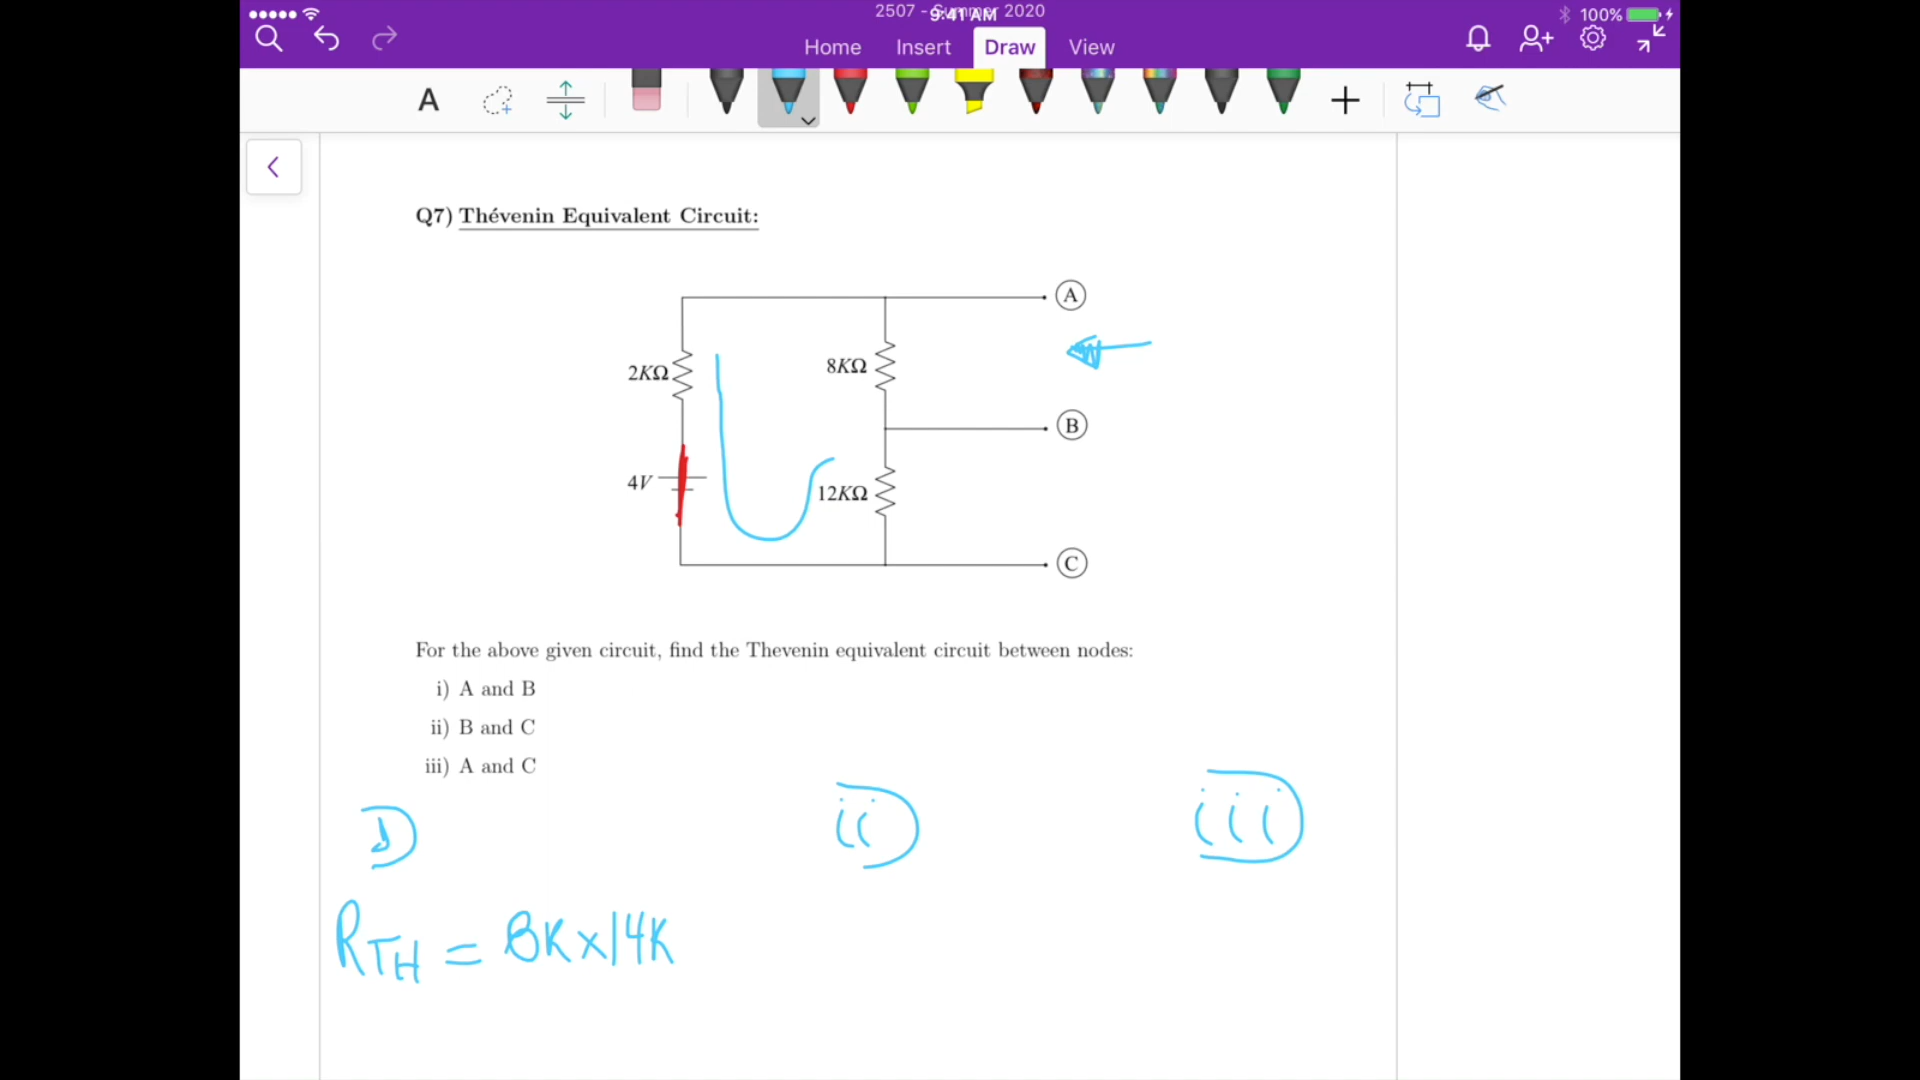 2507 - Summer 2020
9:41 AM
100%
Home Insert Draw View
A
Q7) Thévenin Equivalent Circuit:
A
2KΩ
8KΩ
B
4V
12KΩ
C
For the above given circuit, find the Thevenin equivalent circuit between nodes:
i) A and B
ii) B and C
iii) A and C
i) ii) iii)
RTH = 8K×14K